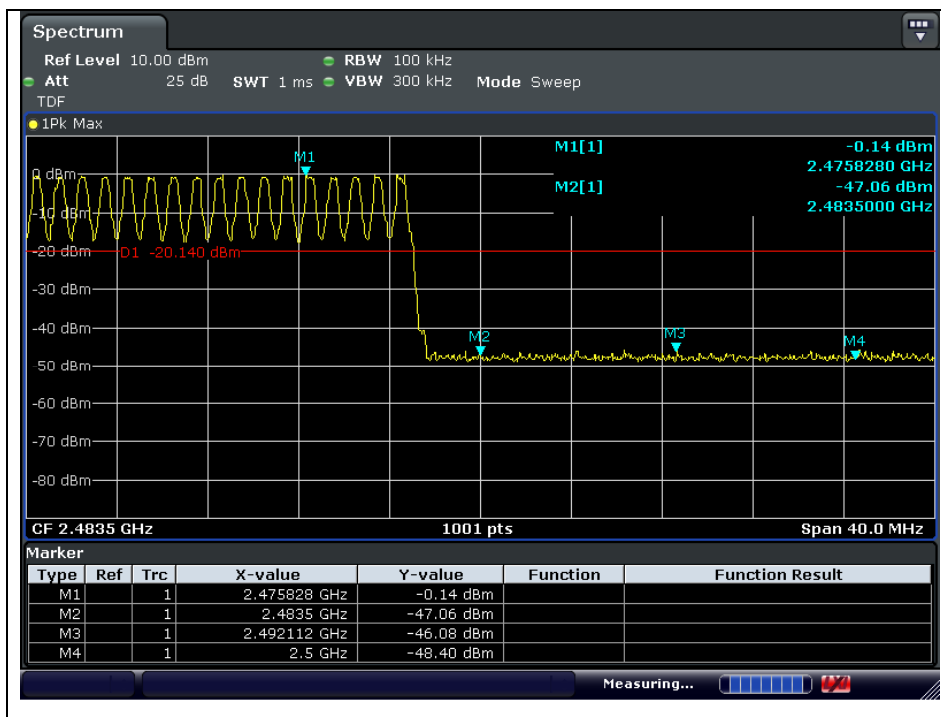 Spectrum
Ref Level 10.00 dBm RBW 100 kHz
Att 25 dB SWT 1 ms VBW 300 kHz Mode Sweep
TDF
1Pk Max
M1[1] -0.14 dBm
2.4758280 GHz
M2[1] -47.06 dBm
2.4835000 GHz
M1
0 dBm
-10 dBm
-20 dBm
D1 -20.140 dBm
-30 dBm
-40 dBm
M2
M3
M4
-50 dBm
-60 dBm
-70 dBm
-80 dBm
CF 2.4835 GHz 1001 pts Span 40.0 MHz
Marker
Type Ref Trc X-value Y-value Function Function Result
M1 1 2.475828 GHz -0.14 dBm
M2 1 2.4835 GHz -47.06 dBm
M3 1 2.492112 GHz -46.08 dBm
M4 1 2.5 GHz -48.40 dBm
Measuring...